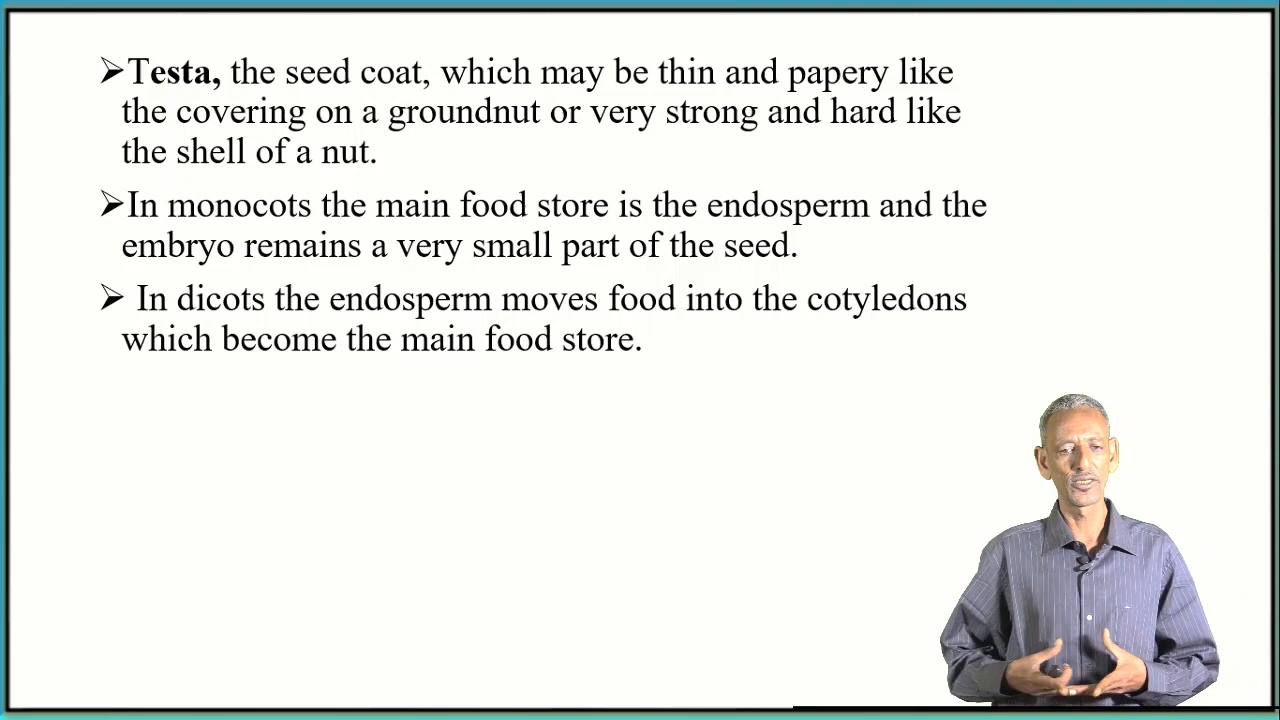 ➢Testa, the seed coat, which may be thin and papery like
the covering on a groundnut or very strong and hard like
the shell of a nut.
➢In monocots the main food store is the endosperm and the
embryo remains a very small part of the seed.
➢ In dicots the endosperm moves food into the cotyledons
which become the main food store.